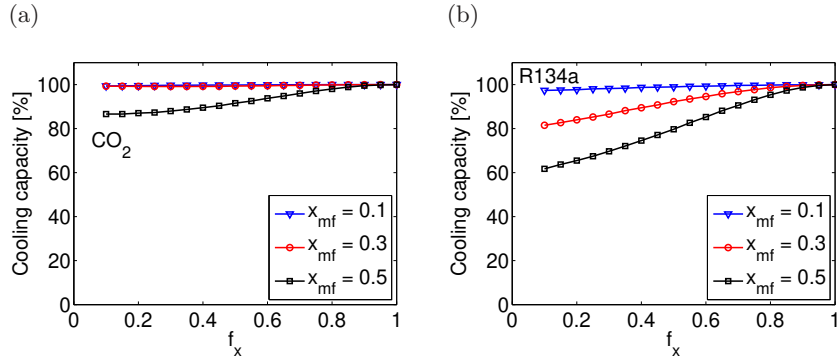 (a)
Cooling capacity [%]
100
80
60
40
20
0
0
0.2
0.4
0.6
0.8
1
f_x
CO_2
x_mf = 0.1
x_mf = 0.3
x_mf = 0.5
(b)
Cooling capacity [%]
100
80
60
40
20
0
0
0.2
0.4
0.6
0.8
1
f_x
R134a
x_mf = 0.1
x_mf = 0.3
x_mf = 0.5